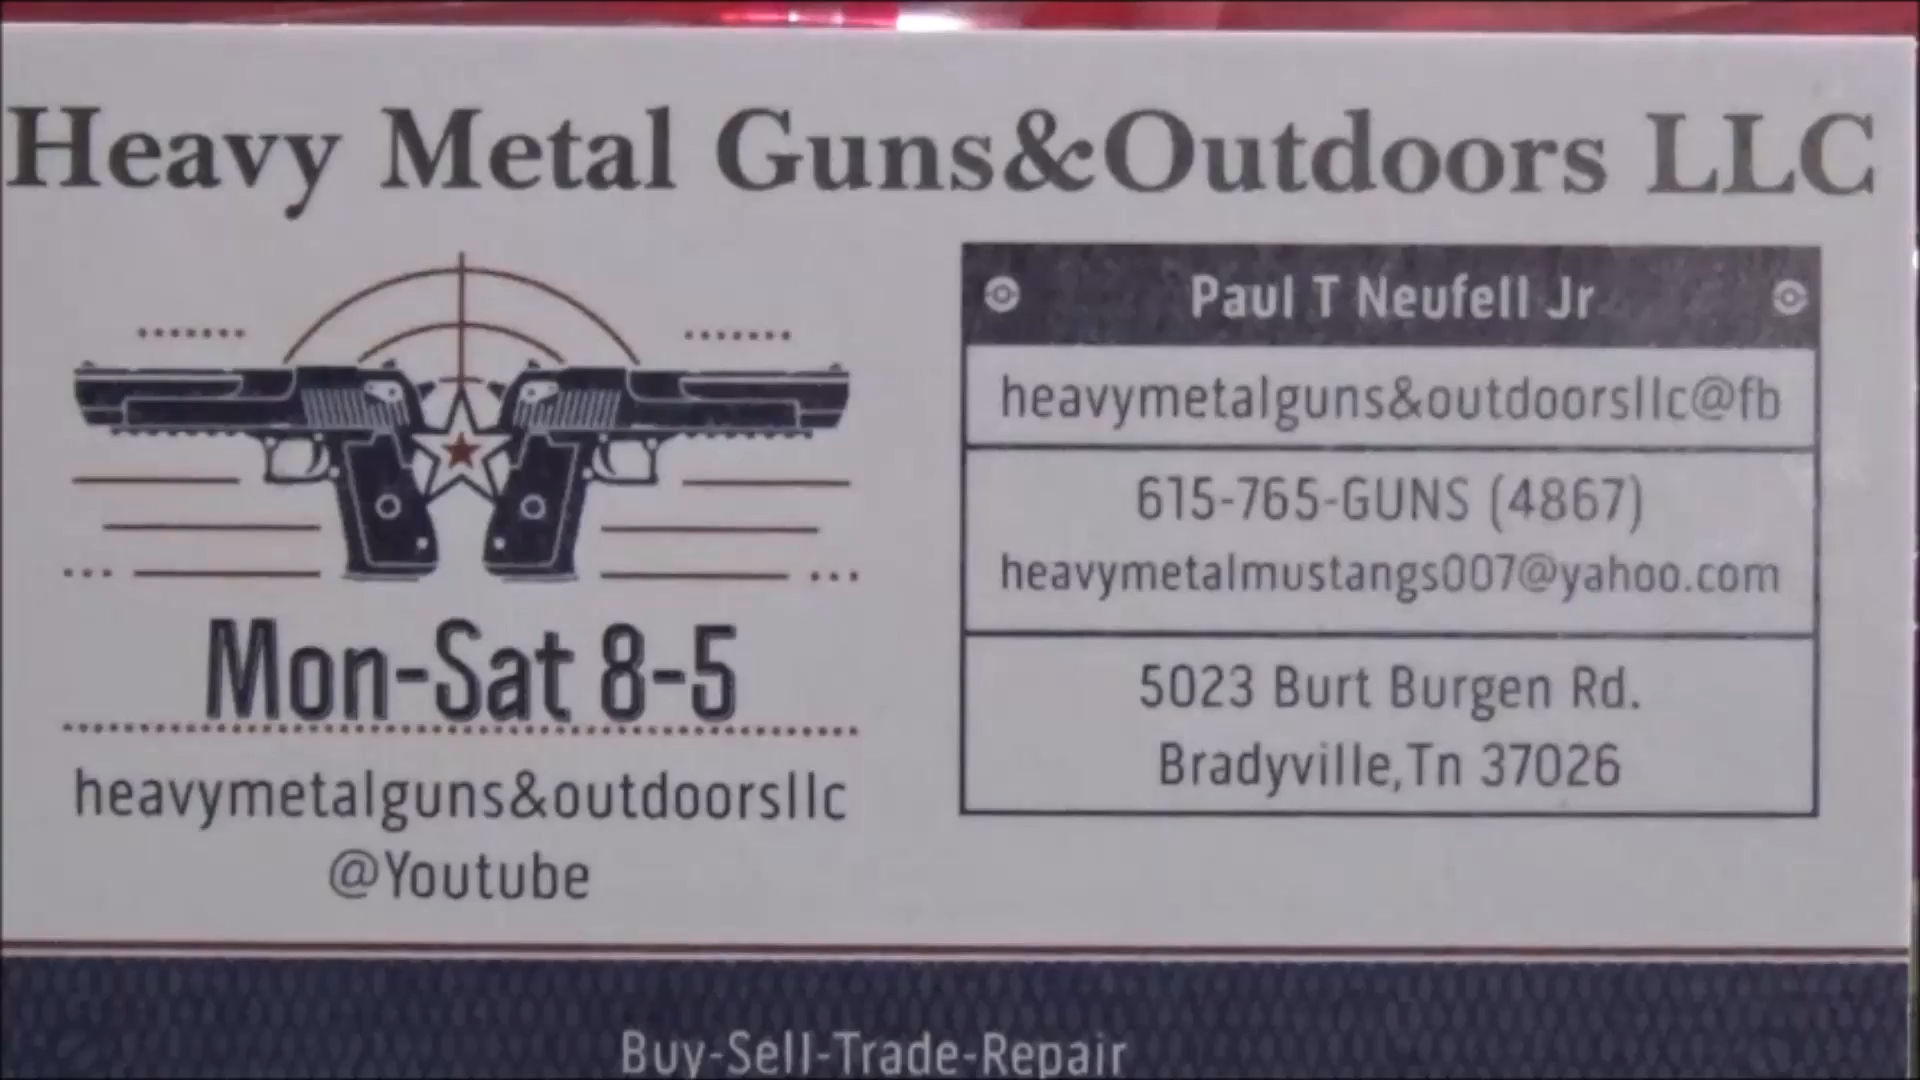 Heavy Metal Guns&Outdoors LLC
Mon-Sat 8-5
heavymetalguns&outdoorsllc
@Youtube
Paul T Neufell Jr
heavymetalguns&outdoorsllc@fb
615-765-GUNS (4867)
heavymetalmustangs007@yahoo.com
5023 Burt Burgen Rd.
Bradyville,Tn 37026
Buy-Sell-Trade-Repair